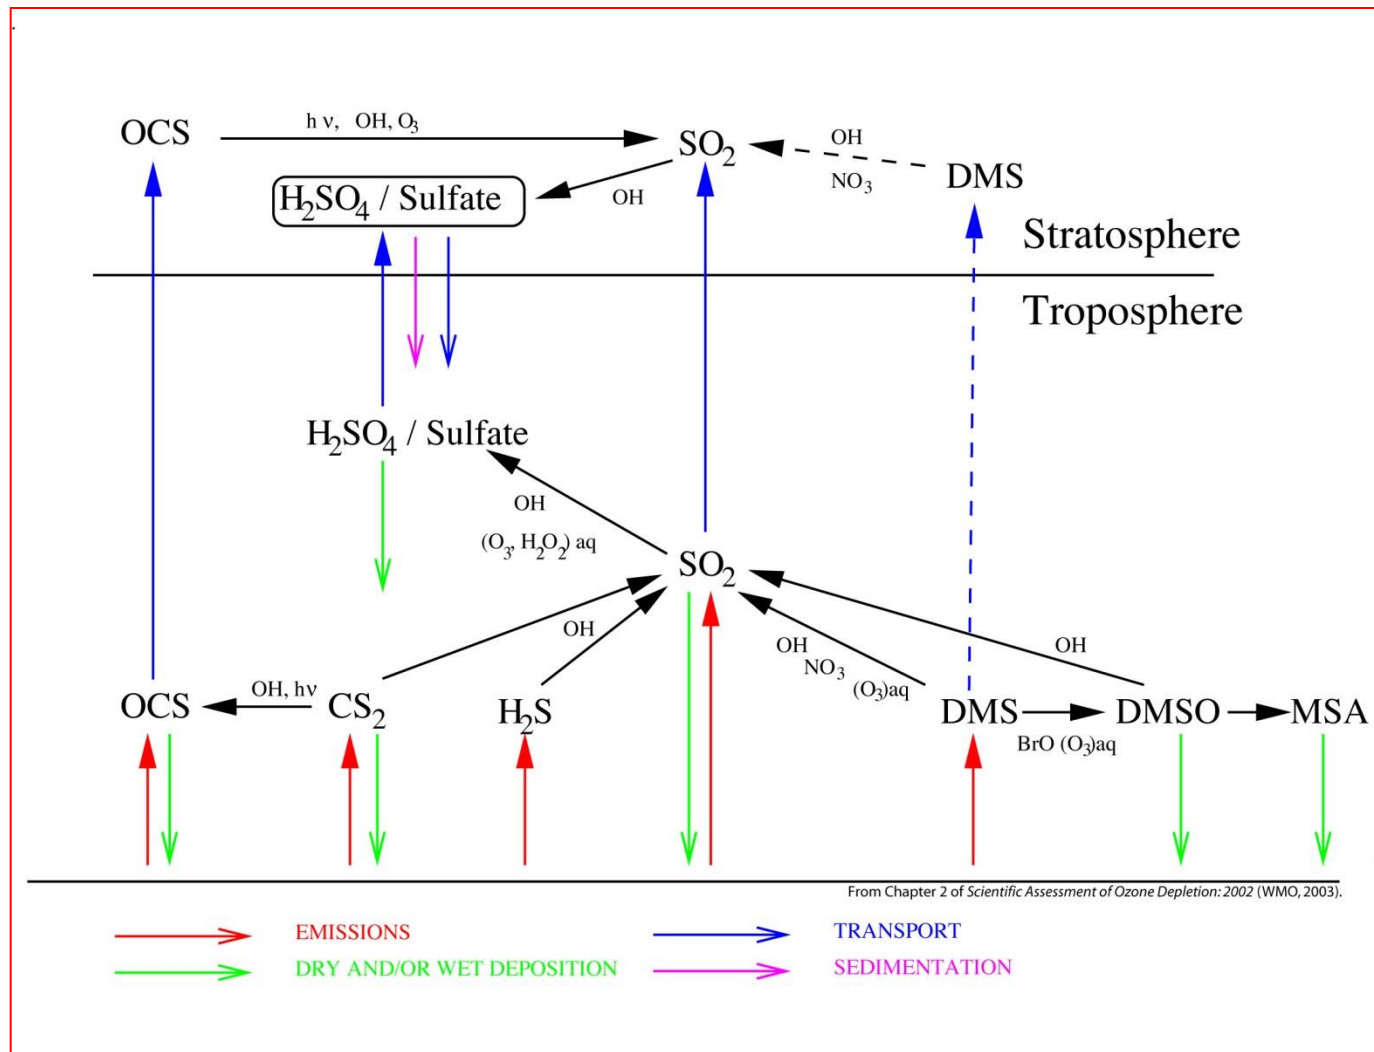 .
OCS
h ν, OH, O₃
SO₂
OH
NO₃
DMS
H₂SO₄ / Sulfate
OH
Stratosphere
Troposphere
H₂SO₄ / Sulfate
OH
(O₃, H₂O₂) aq
SO₂
OH
OH
NO₃
(O₃)aq
OH
OCS
OH, hν
CS₂
H₂S
DMS
BrO (O₃)aq
DMSO
MSA
From Chapter 2 of Scientific Assessment of Ozone Depletion: 2002 (WMO, 2003).
EMISSIONS
TRANSPORT
DRY AND/OR WET DEPOSITION
SEDIMENTATION